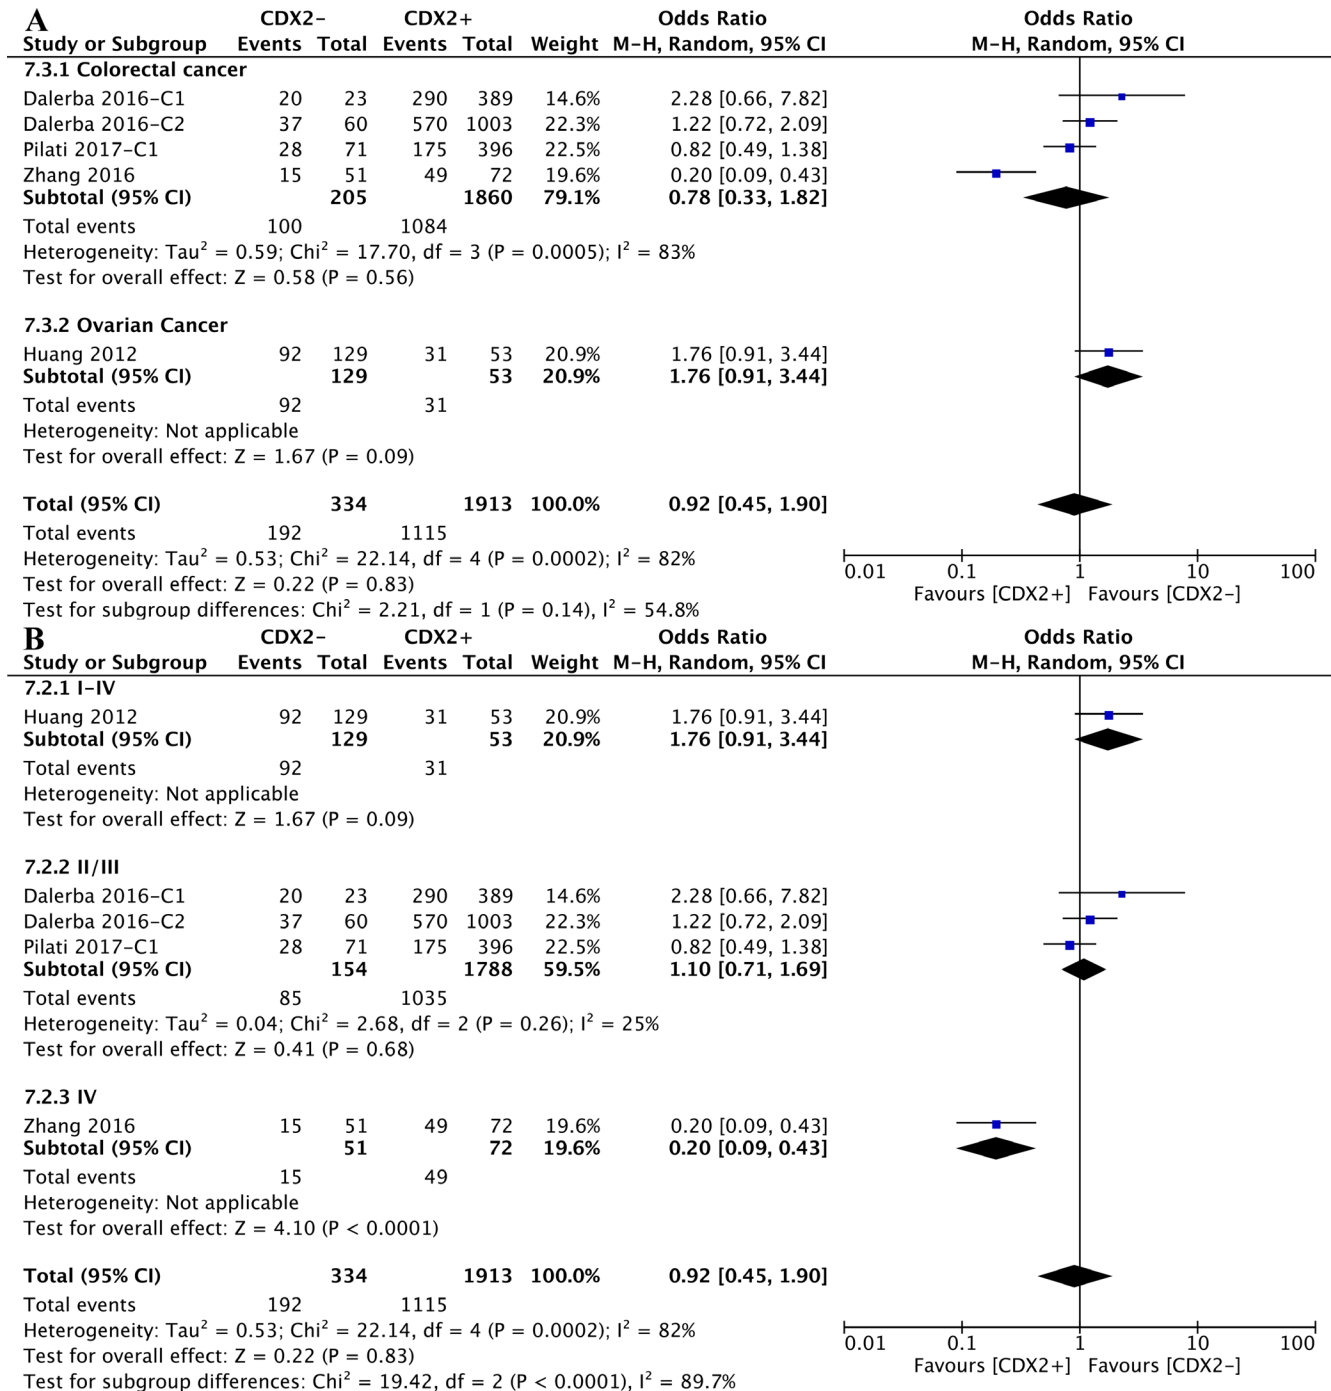 A CDX2− CDX2+ Odds Ratio Odds Ratio
Study or Subgroup Events Total Events Total Weight M-H, Random, 95% CI M-H, Random, 95% CI
7.3.1 Colorectal cancer
Dalerba 2016-C1 20 23 290 389 14.6% 2.28 [0.66, 7.82]
Dalerba 2016-C2 37 60 570 1003 22.3% 1.22 [0.72, 2.09]
Pilati 2017-C1 28 71 175 396 22.5% 0.82 [0.49, 1.38]
Zhang 2016 15 51 49 72 19.6% 0.20 [0.09, 0.43]
Subtotal (95% CI) 205 1860 79.1% 0.78 [0.33, 1.82]
Total events 100 1084
Heterogeneity: Tau² = 0.59; Chi² = 17.70, df = 3 (P = 0.0005); I² = 83%
Test for overall effect: Z = 0.58 (P = 0.56)
7.3.2 Ovarian Cancer
Huang 2012 92 129 31 53 20.9% 1.76 [0.91, 3.44]
Subtotal (95% CI) 129 53 20.9% 1.76 [0.91, 3.44]
Total events 92 31
Heterogeneity: Not applicable
Test for overall effect: Z = 1.67 (P = 0.09)
Total (95% CI) 334 1913 100.0% 0.92 [0.45, 1.90]
Total events 192 1115
Heterogeneity: Tau² = 0.53; Chi² = 22.14, df = 4 (P = 0.0002); I² = 82%
Test for overall effect: Z = 0.22 (P = 0.83)
Test for subgroup differences: Chi² = 2.21, df = 1 (P = 0.14), I² = 54.8%
0.01 0.1 1 10 100
Favours [CDX2+] Favours [CDX2−]
B CDX2− CDX2+ Odds Ratio Odds Ratio
Study or Subgroup Events Total Events Total Weight M-H, Random, 95% CI M-H, Random, 95% CI
7.2.1 I-IV
Huang 2012 92 129 31 53 20.9% 1.76 [0.91, 3.44]
Subtotal (95% CI) 129 53 20.9% 1.76 [0.91, 3.44]
Total events 92 31
Heterogeneity: Not applicable
Test for overall effect: Z = 1.67 (P = 0.09)
7.2.2 II/III
Dalerba 2016-C1 20 23 290 389 14.6% 2.28 [0.66, 7.82]
Dalerba 2016-C2 37 60 570 1003 22.3% 1.22 [0.72, 2.09]
Pilati 2017-C1 28 71 175 396 22.5% 0.82 [0.49, 1.38]
Subtotal (95% CI) 154 1788 59.5% 1.10 [0.71, 1.69]
Total events 85 1035
Heterogeneity: Tau² = 0.04; Chi² = 2.68, df = 2 (P = 0.26); I² = 25%
Test for overall effect: Z = 0.41 (P = 0.68)
7.2.3 IV
Zhang 2016 15 51 49 72 19.6% 0.20 [0.09, 0.43]
Subtotal (95% CI) 51 72 19.6% 0.20 [0.09, 0.43]
Total events 15 49
Heterogeneity: Not applicable
Test for overall effect: Z = 4.10 (P < 0.0001)
Total (95% CI) 334 1913 100.0% 0.92 [0.45, 1.90]
Total events 192 1115
Heterogeneity: Tau² = 0.53; Chi² = 22.14, df = 4 (P = 0.0002); I² = 82%
Test for overall effect: Z = 0.22 (P = 0.83)
Test for subgroup differences: Chi² = 19.42, df = 2 (P < 0.0001), I² = 89.7%
0.01 0.1 1 10 100
Favours [CDX2+] Favours [CDX2−]